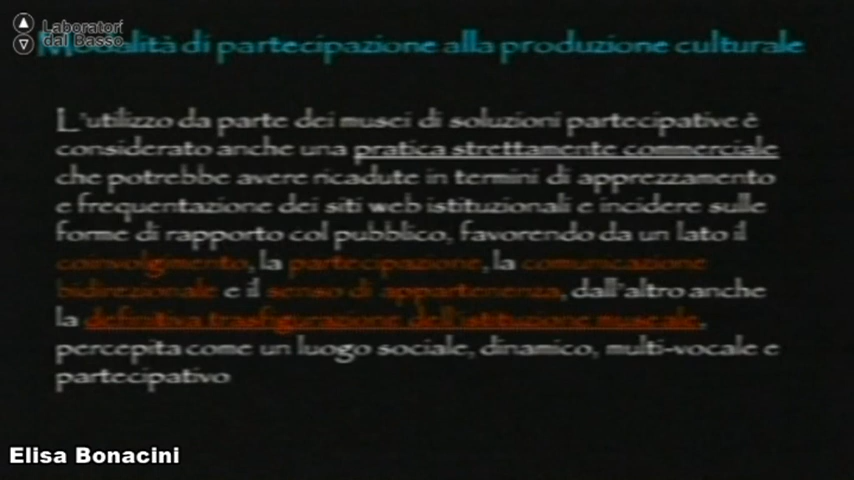 Laboratori
dal Basso
Modalità di partecipazione alla produzione culturale
L'utilizzo da parte dei musei di soluzioni partecipative è
considerato anche una pratica strettamente commerciale
che potrebbe avere ricadute in termini di apprezzamento
e frequentazione dei siti web istituzionali e incidere sulle
forme di rapporto col pubblico, favorendo da un lato il
coinvolgimento, la partecipazione, la comunicazione
bidirezionale e il senso di appartenenza, dall'altro anche
la definitiva trasfigurazione dell'istituzione museale,
percepita come un luogo sociale, dinamico, multi-vocale e
partecipativo
Elisa Bonacini